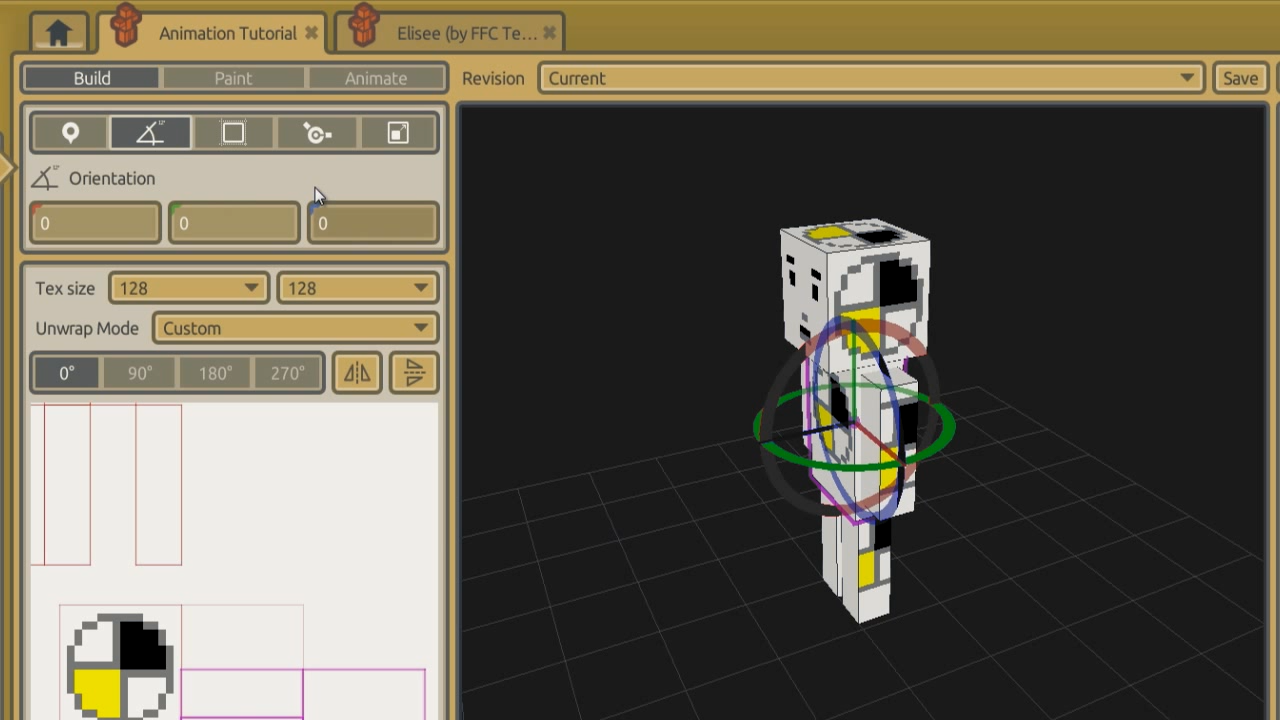 Animation Tutorial
Elisee (by FFC Te...
Build Paint Animate Revision Current Save
Orientation
0 0 0
Tex size 128 128
Unwrap Mode Custom
0° 90° 180° 270°